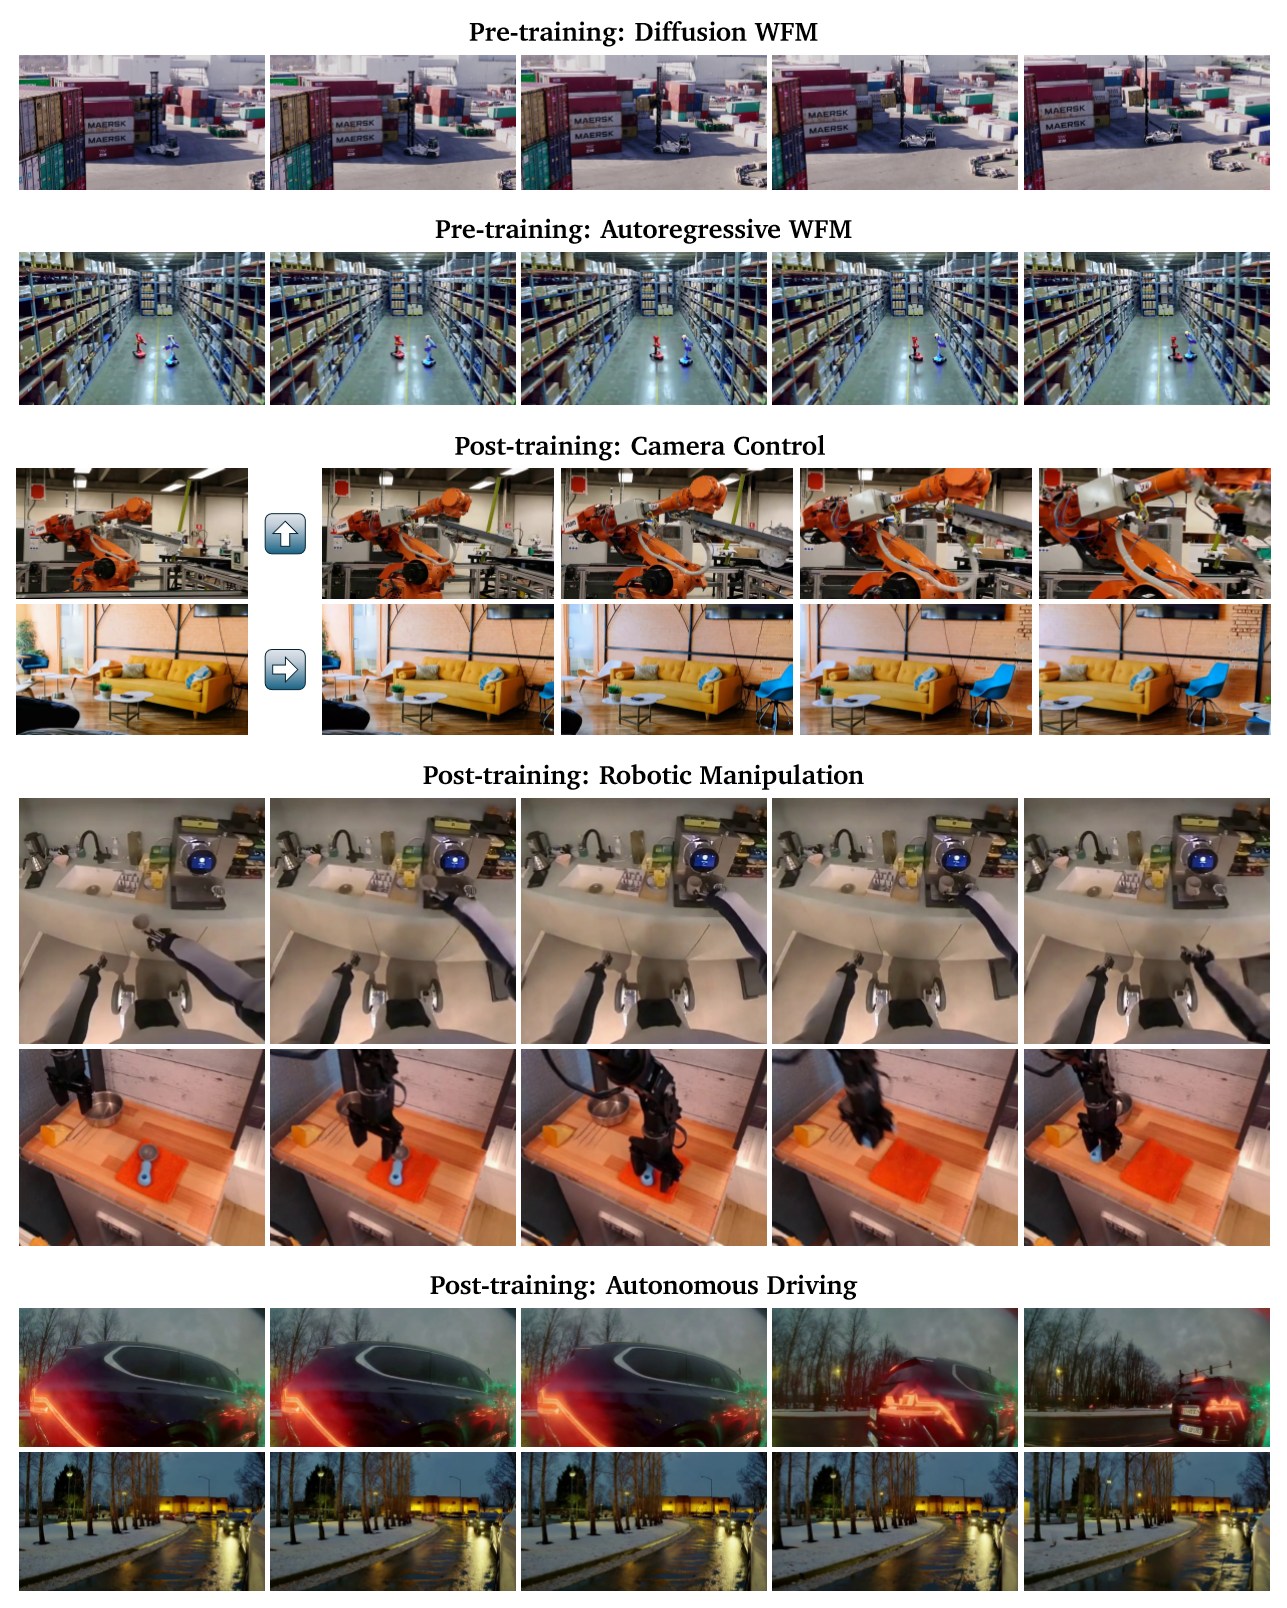 Pre-training: Diffusion WFM
MAERSK
MAERSK
MAERSK
MAERSK
MAERSK
MAERSK
MAERSK
MAERSK
MAERSK
MAERSK
Pre-training: Autoregressive WFM
Post-training: Camera Control
Post-training: Robotic Manipulation
Post-training: Autonomous Driving